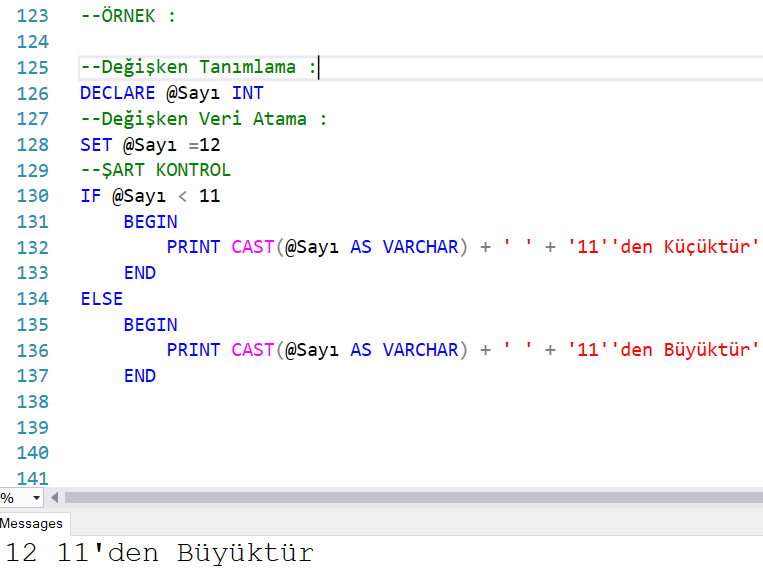 123 --ÖRNEK :
124
125 --Değişken Tanımlama :
126 DECLARE @Sayı INT
127 --Değişken Veri Atama :
128 SET @Sayı =12
129 --ŞART KONTROL
130 IF @Sayı < 11
131 BEGIN
132 PRINT CAST(@Sayı AS VARCHAR) + ' ' + '11''den Küçüktür'
133 END
134 ELSE
135 BEGIN
136 PRINT CAST(@Sayı AS VARCHAR) + ' ' + '11''den Büyüktür'
137 END
138
139
140
141
%
Messages
12 11'den Büyüktür